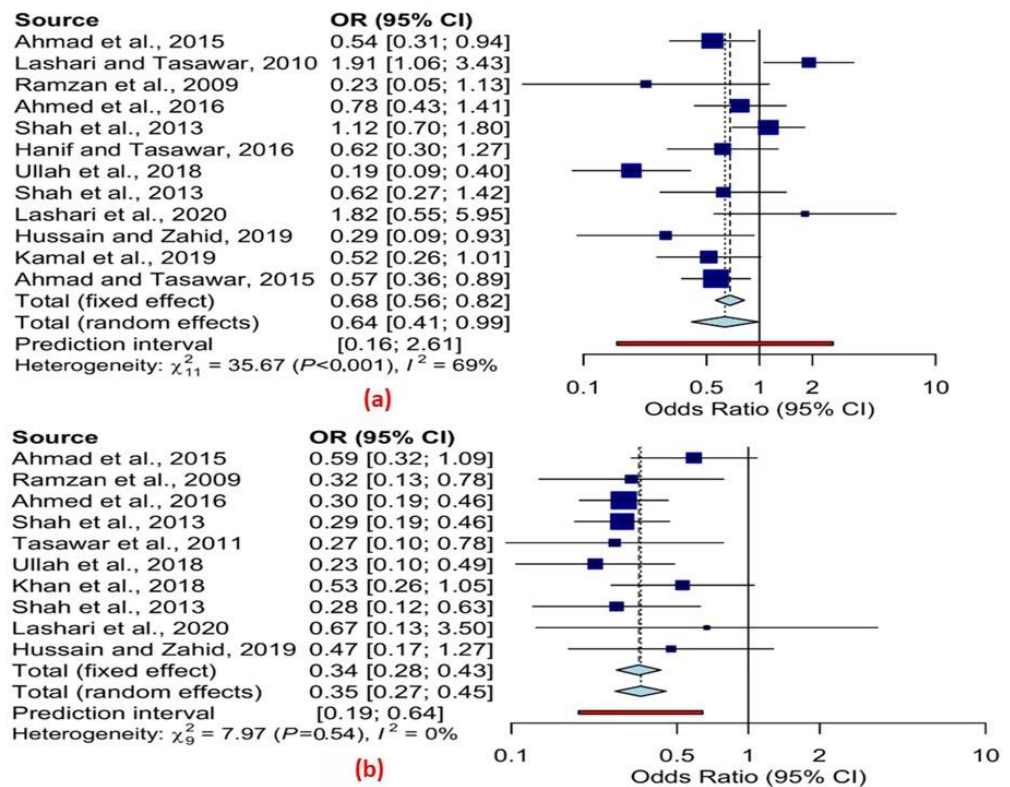 Source OR (95% CI)
Ahmad et al., 2015 0.54 [0.31; 0.94]
Lashari and Tasawar, 2010 1.91 [1.06; 3.43]
Ramzan et al., 2009 0.23 [0.05; 1.13]
Ahmed et al., 2016 0.78 [0.43; 1.41]
Shah et al., 2013 1.12 [0.70; 1.80]
Hanif and Tasawar, 2016 0.62 [0.30; 1.27]
Ullah et al., 2018 0.19 [0.09; 0.40]
Shah et al., 2013 0.62 [0.27; 1.42]
Lashari et al., 2020 1.82 [0.55; 5.95]
Hussain and Zahid, 2019 0.29 [0.09; 0.93]
Kamal et al., 2019 0.52 [0.26; 1.01]
Ahmad and Tasawar, 2015 0.57 [0.36; 0.89]
Total (fixed effect) 0.68 [0.56; 0.82]
Total (random effects) 0.64 [0.41; 0.99]
Prediction interval [0.16; 2.61]
Heterogeneity: χ²₁₁ = 35.67 (P<0.001), I² = 69%
0.1 0.5 1 2 10
Odds Ratio (95% CI)
(a)
Source OR (95% CI)
Ahmad et al., 2015 0.59 [0.32; 1.09]
Ramzan et al., 2009 0.32 [0.13; 0.78]
Ahmed et al., 2016 0.30 [0.19; 0.46]
Shah et al., 2013 0.29 [0.19; 0.46]
Tasawar et al., 2011 0.27 [0.10; 0.78]
Ullah et al., 2018 0.23 [0.10; 0.49]
Khan et al., 2018 0.53 [0.26; 1.05]
Shah et al., 2013 0.28 [0.12; 0.63]
Lashari et al., 2020 0.67 [0.13; 3.50]
Hussain and Zahid, 2019 0.47 [0.17; 1.27]
Total (fixed effect) 0.34 [0.28; 0.43]
Total (random effects) 0.35 [0.27; 0.45]
Prediction interval [0.19; 0.64]
Heterogeneity: χ²₉ = 7.97 (P=0.54), I² = 0%
0.1 0.5 1 2 10
Odds Ratio (95% CI)
(b)